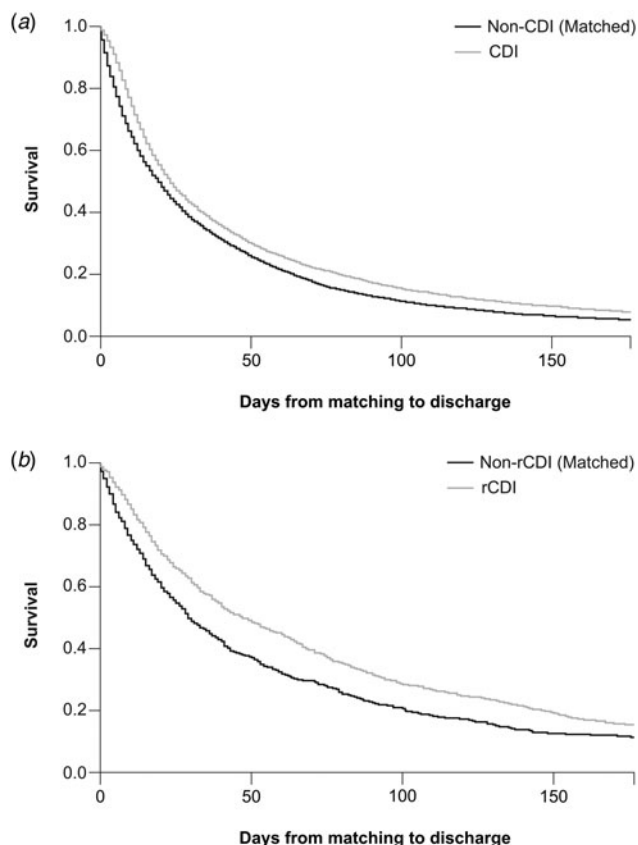 (a)
Non-CDI (Matched)
CDI
1.0
0.8
0.6
0.4
0.2
0.0
Survival
0
50
100
150
Days from matching to discharge
(b)
Non-rCDI (Matched)
rCDI
1.0
0.8
0.6
0.4
0.2
0.0
Survival
0
50
100
150
Days from matching to discharge